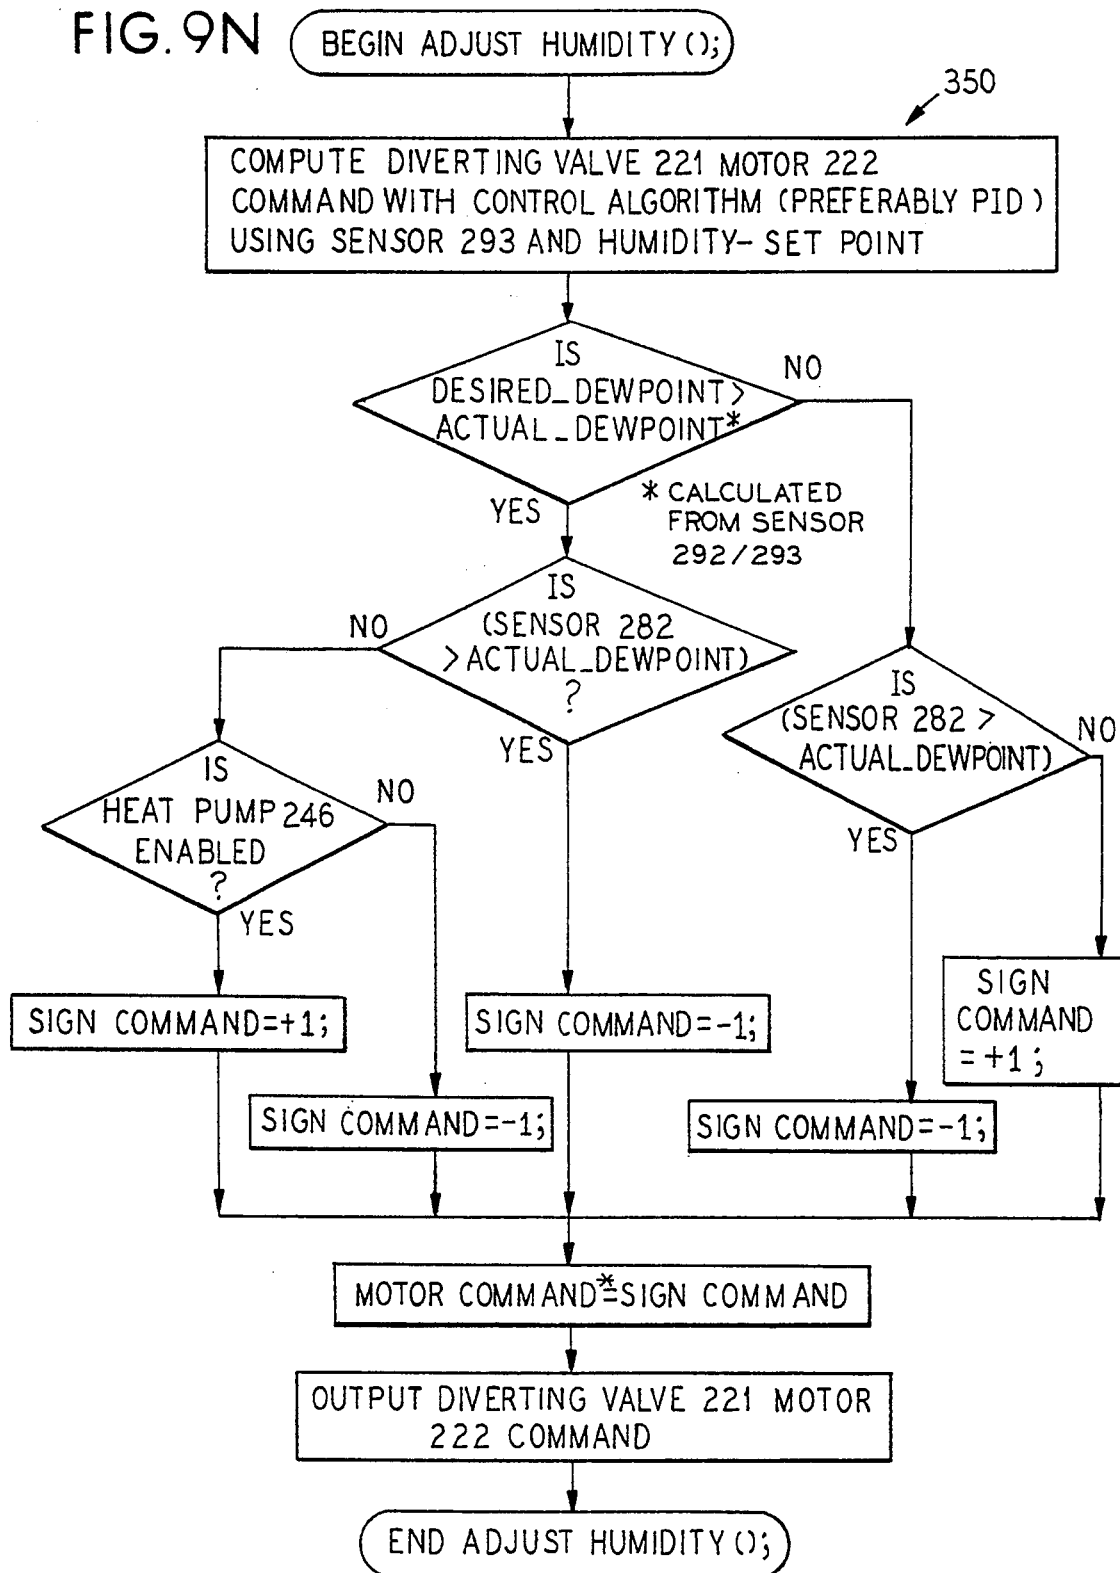 FIG. 9N
BEGIN ADJUST HUMIDITY ();
350
COMPUTE DIVERTING VALVE 221 MOTOR 222
COMMAND WITH CONTROL ALGORITHM (PREFERABLY PID)
USING SENSOR 293 AND HUMIDITY- SET POINT
IS
DESIRED_DEWPOINT >
ACTUAL_DEWPOINT*
NO
YES
* CALCULATED
FROM SENSOR
292/293
IS
(SENSOR 282
> ACTUAL_DEWPOINT)
?
NO
YES
IS
(SENSOR 282 >
ACTUAL_DEWPOINT)
NO
YES
IS
HEAT PUMP 246
ENABLED
?
NO
YES
SIGN COMMAND=+1;
SIGN COMMAND=-1;
SIGN COMMAND=-1;
SIGN COMMAND=-1;
SIGN
COMMAND
=+1;
MOTOR COMMAND*=SIGN COMMAND
OUTPUT DIVERTING VALVE 221 MOTOR
222 COMMAND
END ADJUST HUMIDITY ();